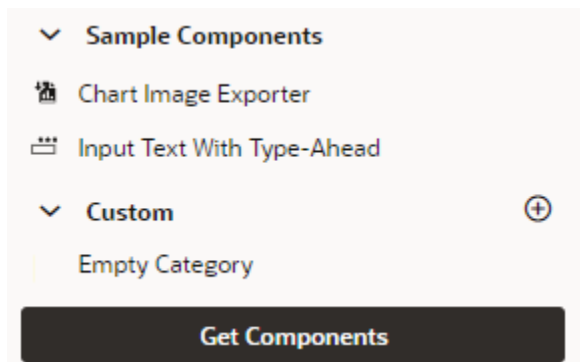 Sample Components
Chart Image Exporter
Input Text With Type-Ahead
Custom
Empty Category
Get Components